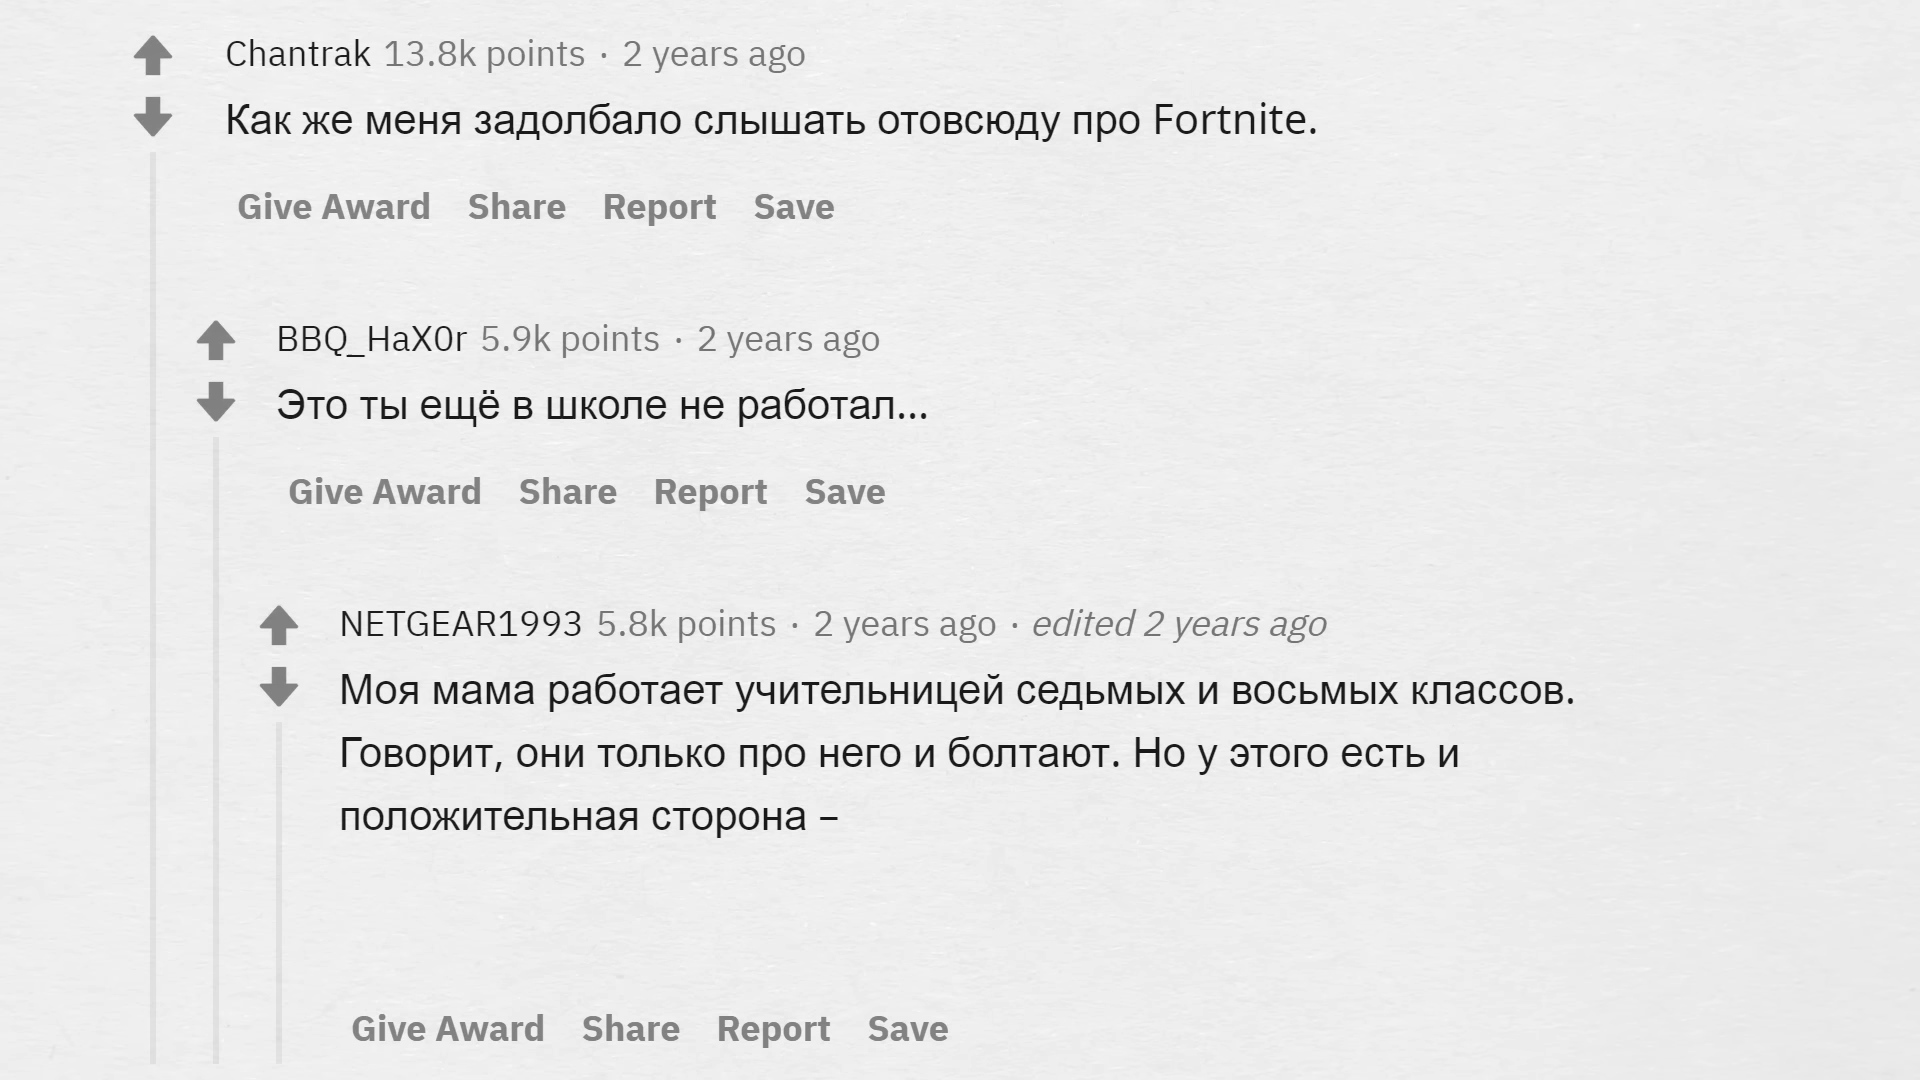 Chantrak 13.8k points · 2 years ago
Как же меня задолбало слышать отовсюду про Fortnite.
Give Award Share Report Save
BBQ_HaX0r 5.9k points · 2 years ago
Это ты ещё в школе не работал...
Give Award Share Report Save
NETGEAR1993 5.8k points · 2 years ago · edited 2 years ago
Моя мама работает учительницей седьмых и восьмых классов.
Говорит, они только про него и болтают. Но у этого есть и
положительная сторона –
Give Award Share Report Save